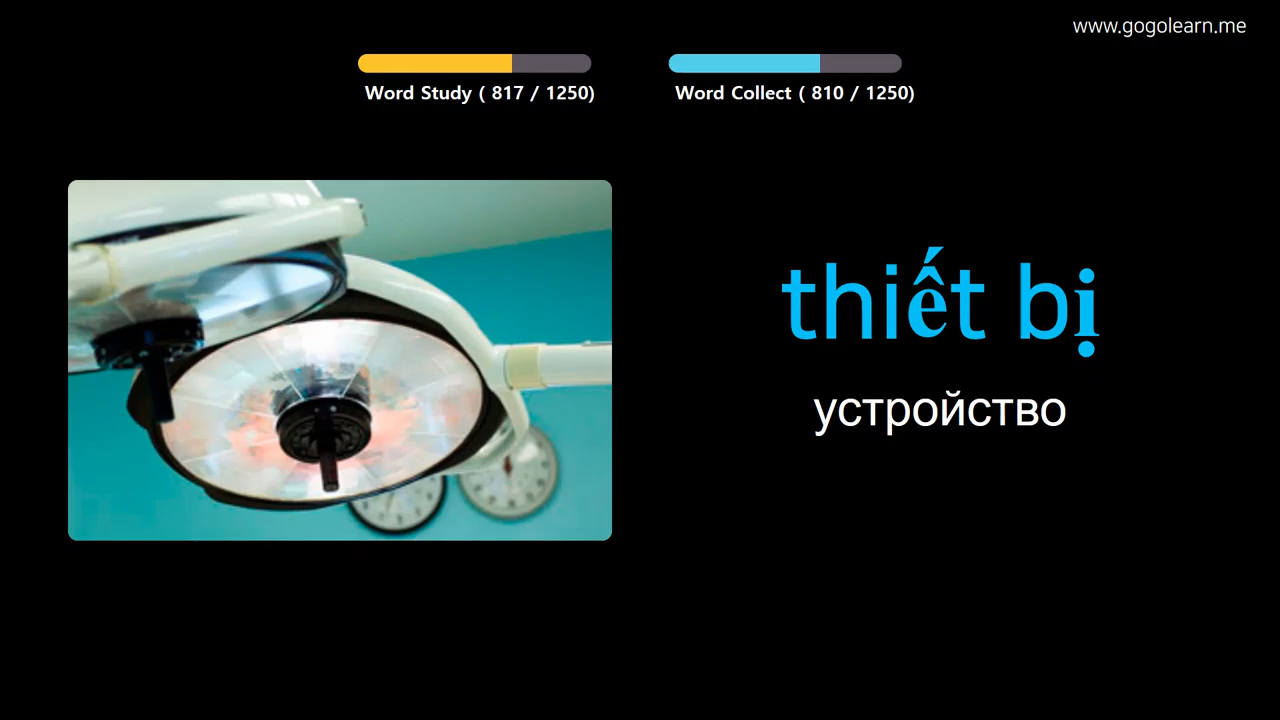 www.gogolearn.me
Word Study ( 817 / 1250)
Word Collect ( 810 / 1250)
thiết bị
устройство